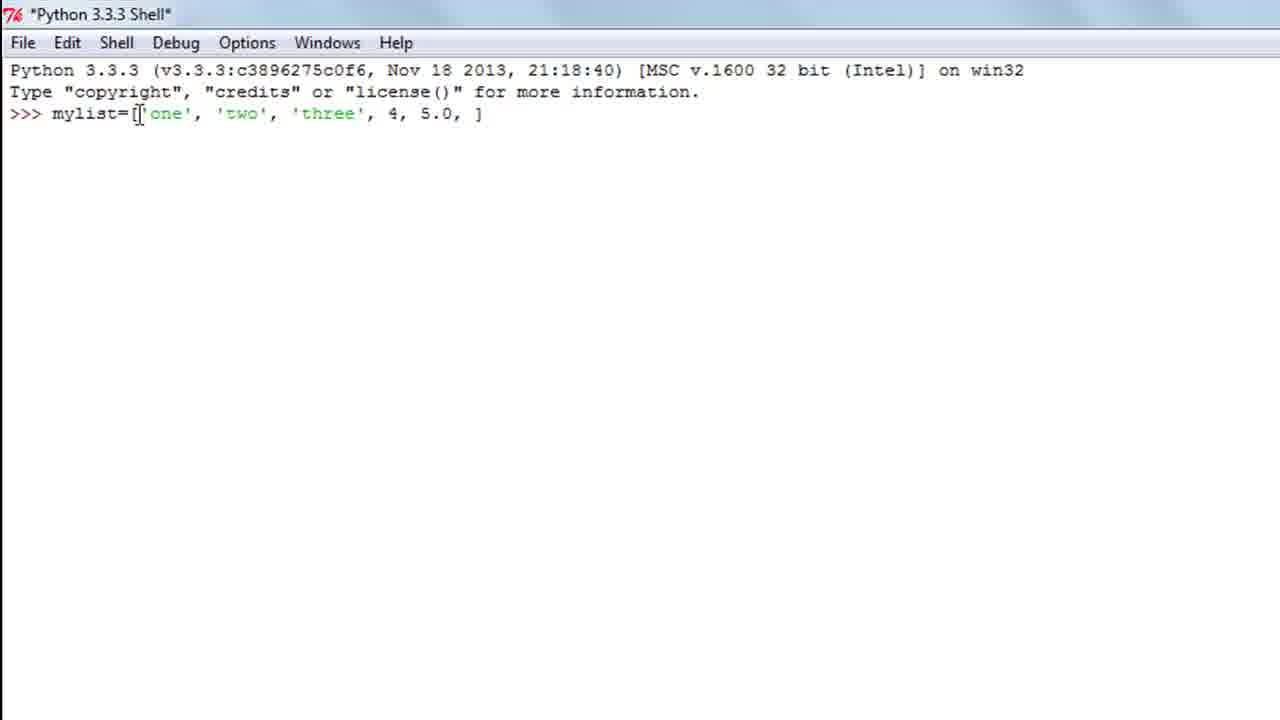 *Python 3.3.3 Shell*
File Edit Shell Debug Options Windows Help
Python 3.3.3 (v3.3.3:c3896275c0f6, Nov 18 2013, 21:18:40) [MSC v.1600 32 bit (Intel)] on win32
Type "copyright", "credits" or "license()" for more information.
>>> mylist=['one', 'two', 'three', 4, 5.0, ]